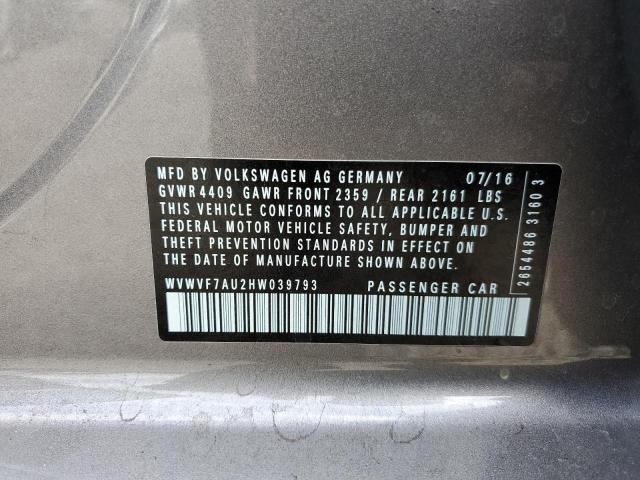 MFD BY VOLKSWAGEN AG GERMANY 07/16
GVWR 4409 GAWR FRONT 2359 / REAR 2161 LBS
THIS VEHICLE CONFORMS TO ALL APPLICABLE U.S.
FEDERAL MOTOR VEHICLE SAFETY, BUMPER AND
THEFT PREVENTION STANDARDS IN EFFECT ON
THE DATE OF MANUFACTURE SHOWN ABOVE.
WVWVF7AU2HW039793 PASSENGER CAR
2654486 3160 3